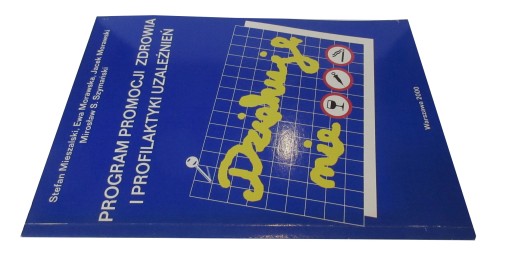 Stefan Mieszalski, Ewa Morawska, Jacek Morawski
Mirosław S. Szymański
PROGRAM PROMOCJI ZDROWIA
I PROFILAKTYKI UZALEŻNIEŃ
Dziękuję
nie
Warszawa 2000